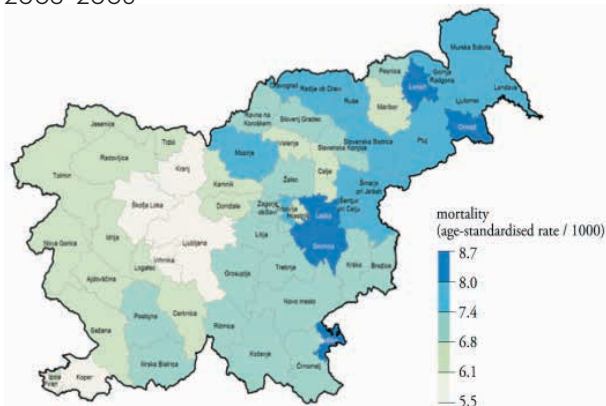 Murska Sobota
Pesnica
Gornja
Radgona
Lenart
Dravograd
Radlje ob Dravi
Lendava
Ruše
Maribor
Ljutomer
Ravne na
Koroškem
Slovenj Gradec
Ormož
Jesenice
Slovenska Bistrica
Ptuj
Mozirje
Velenje
Slovenske Konjice
Tržič
Radovljica
Kranj
Celje
Šmarje
pri Jelšah
Tolmin
Kamnik
Žalec
Šentjur
pri Celju
Škofja Loka
Domžale
Zagorje
ob Savi
Trbovlje
Hrastnik
Laško
Nova Gorica
Idrija
Ljubljana
Litija
Sevnica
Vrhnika
Logatec
Krško
Brežice
Grosuplje
Trebnje
Ajdovščina
Novo mesto
Postojna
Cerknica
Sežana
Ribnica
Metlika
Ilirska Bistrica
Kočevje
Črnomelj
Izola
Piran
Koper
mortality
(age-standardised rate / 1000)
8.7
8.0
7.4
6.8
6.1
5.5